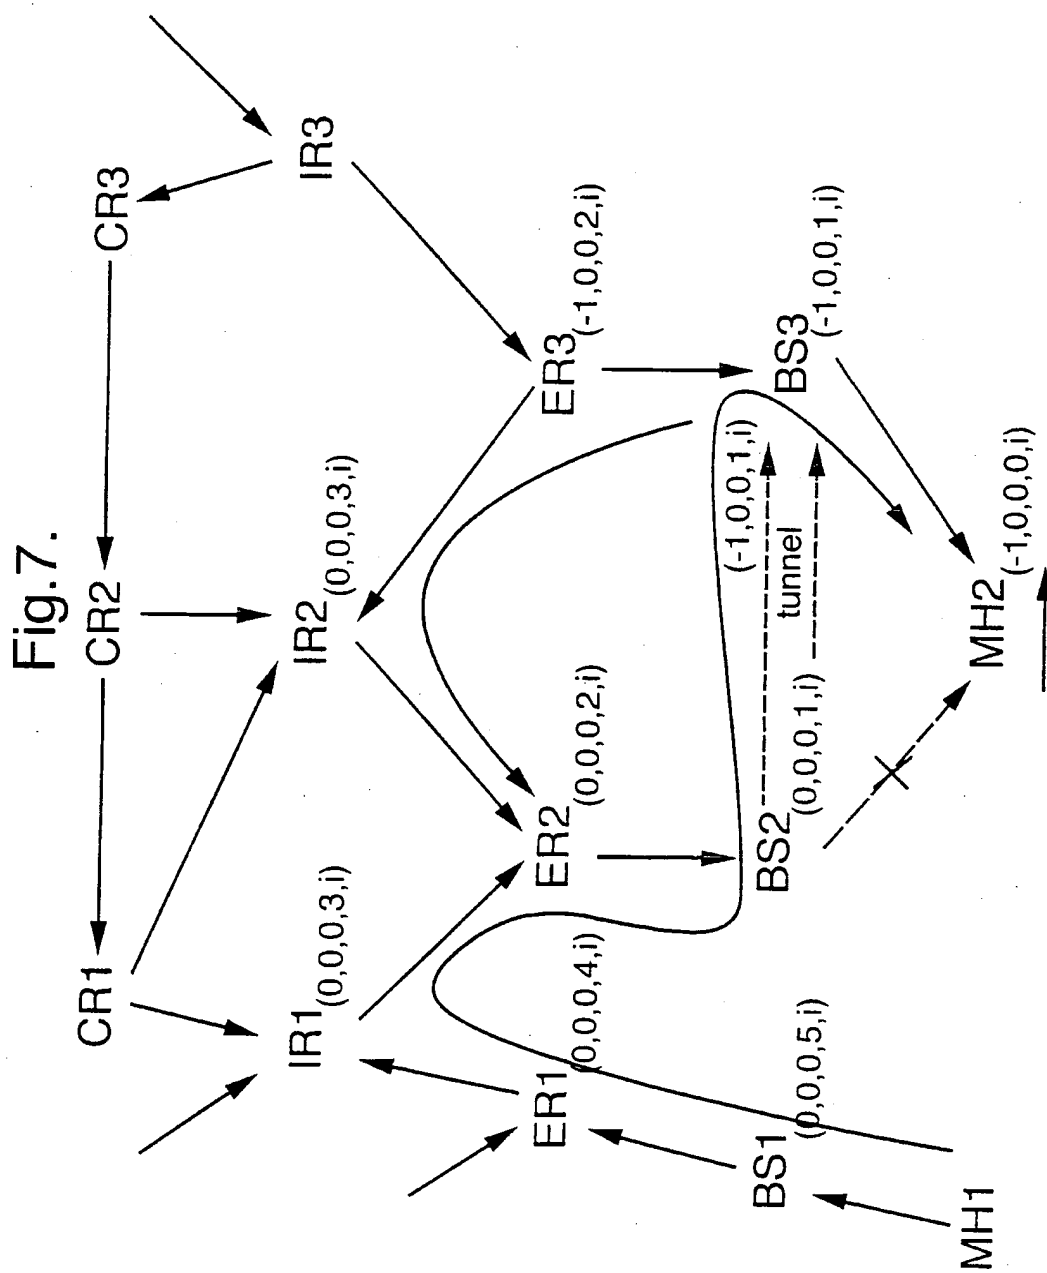 Fig.7.
CR1
CR2
CR3
IR1 (0,0,0,3,i)
IR2 (0,0,0,3,i)
IR3
ER1 (0,0,0,4,i)
ER2 (0,0,0,2,i)
ER3 (-1,0,0,2,i)
(-1,0,0,1,i)
tunnel
BS1 (0,0,0,5,i)
BS2 (0,0,0,1,i)
BS3 (-1,0,0,1,i)
MH1
MH2 (-1,0,0,0,i)